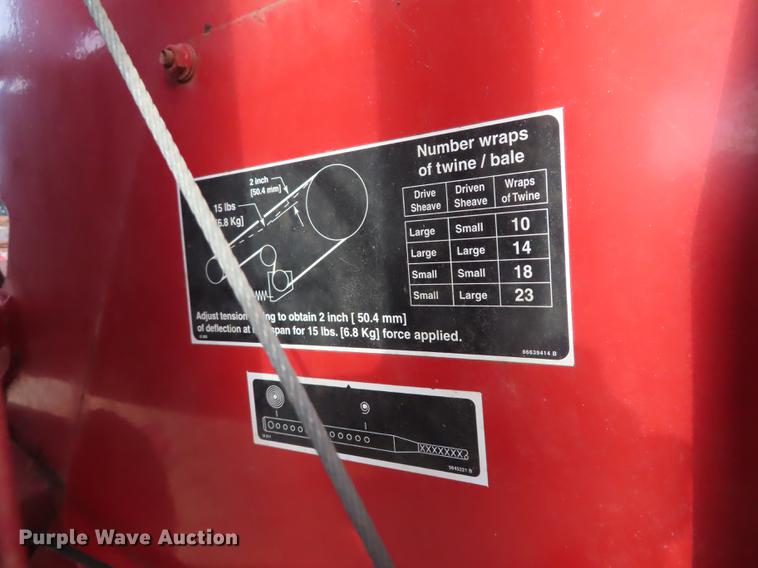 Number wraps
of twine / bale
Drive Sheave Driven Sheave Wraps of Twine
Large Small 10
Large Large 14
Small Small 18
Small Large 23
2 inch
[50.4 mm]
15 lbs
[6.8 Kg]
Adjust tension to obtain 2 inch [ 50.4 mm]
of deflection at span for 15 lbs. [6.8 Kg] force applied.
86639414 B
XXXXXXX
5645221 B
Purple Wave Auction